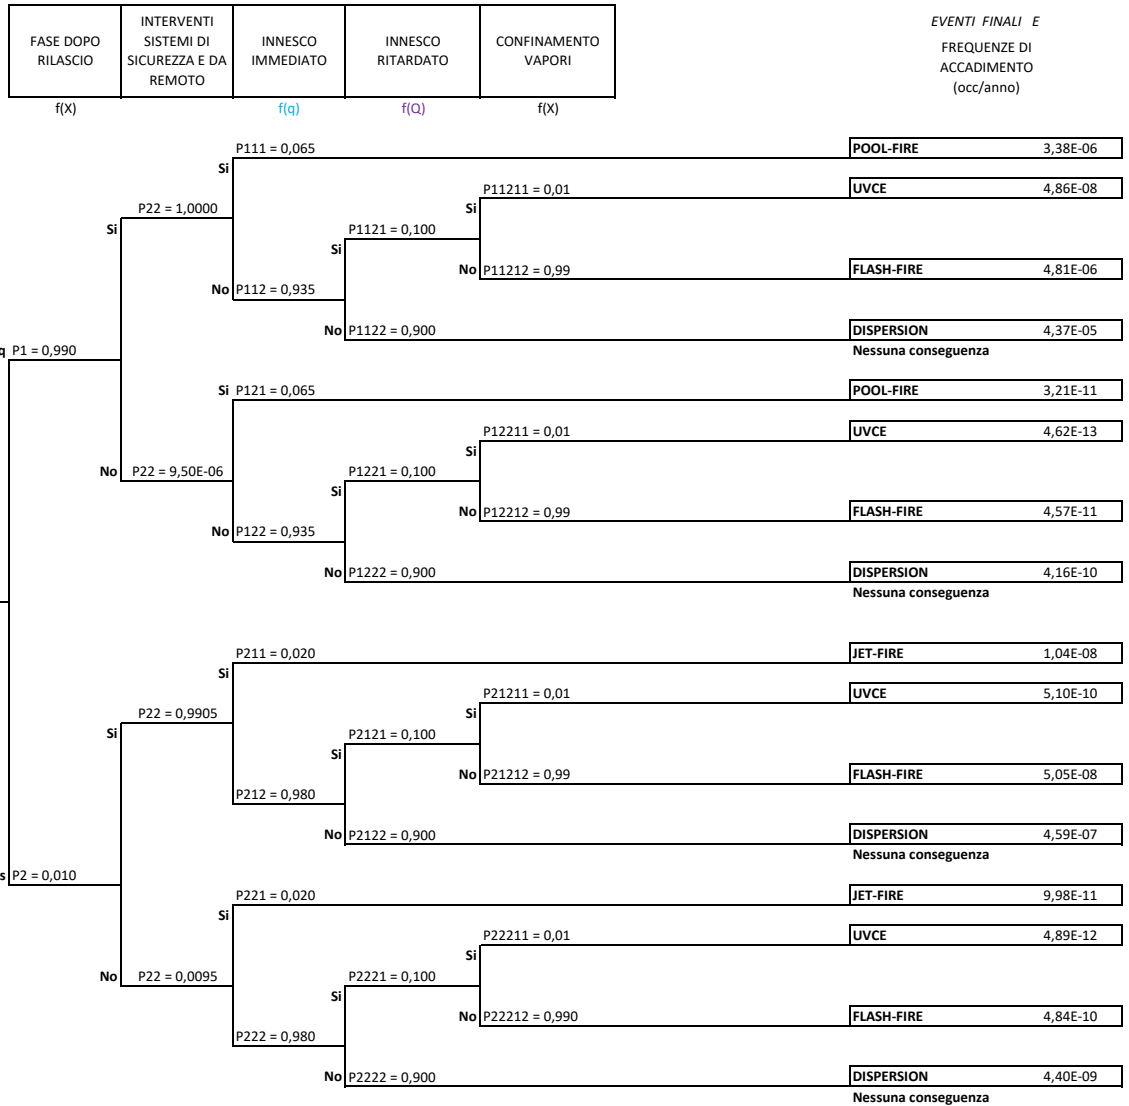 FASE DOPO
RILASCIO
INTERVENTI
SISTEMI DI
SICUREZZA E DA
REMOTO
INNESCO
IMMEDIATO
INNESCO
RITARDATO
CONFINAMENTO
VAPORI
EVENTI FINALI E
FREQUENZE DI
ACCADIMENTO
(occ/anno)
f(X)
f(q)
f(Q)
f(X)
P111 = 0,065
POOL-FIRE 3,38E-06
Si
P11211 = 0,01
UVCE 4,86E-08
P22 = 1,0000
Si
Si
P1121 = 0,100
Si
No P11212 = 0,99
FLASH-FIRE 4,81E-06
No P112 = 0,935
No P1122 = 0,900
DISPERSION 4,37E-05
q P1 = 0,990
Nessuna conseguenza
Si P121 = 0,065
POOL-FIRE 3,21E-11
P12211 = 0,01
UVCE 4,62E-13
Si
No P22 = 9,50E-06
P1221 = 0,100
Si
No P12212 = 0,99
FLASH-FIRE 4,57E-11
No P122 = 0,935
No P1222 = 0,900
DISPERSION 4,16E-10
Nessuna conseguenza
P211 = 0,020
JET-FIRE 1,04E-08
Si
P21211 = 0,01
UVCE 5,10E-10
P22 = 0,9905
Si
Si
P2121 = 0,100
Si
No P21212 = 0,99
FLASH-FIRE 5,05E-08
P212 = 0,980
No P2122 = 0,900
DISPERSION 4,59E-07
Nessuna conseguenza
s P2 = 0,010
P221 = 0,020
JET-FIRE 9,98E-11
Si
P22211 = 0,01
UVCE 4,89E-12
Si
No P22 = 0,0095
P2221 = 0,100
Si
No P22212 = 0,990
FLASH-FIRE 4,84E-10
P222 = 0,980
No P2222 = 0,900
DISPERSION 4,40E-09
Nessuna conseguenza